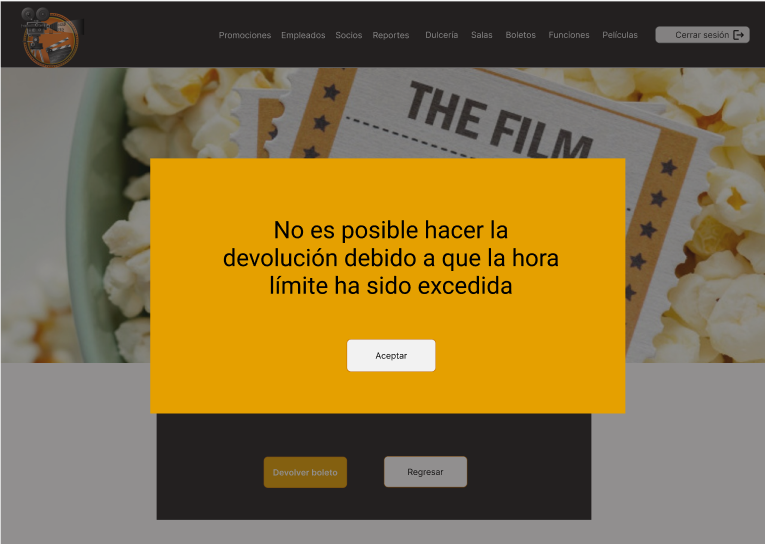 Promociones Empleados Socios Reportes Dulcería Salas Boletos Funciones Películas Cerrar sesión
THE FILM
No es posible hacer la
devolución debido a que la hora
límite ha sido excedida
Aceptar
Devolver boleto Regresar